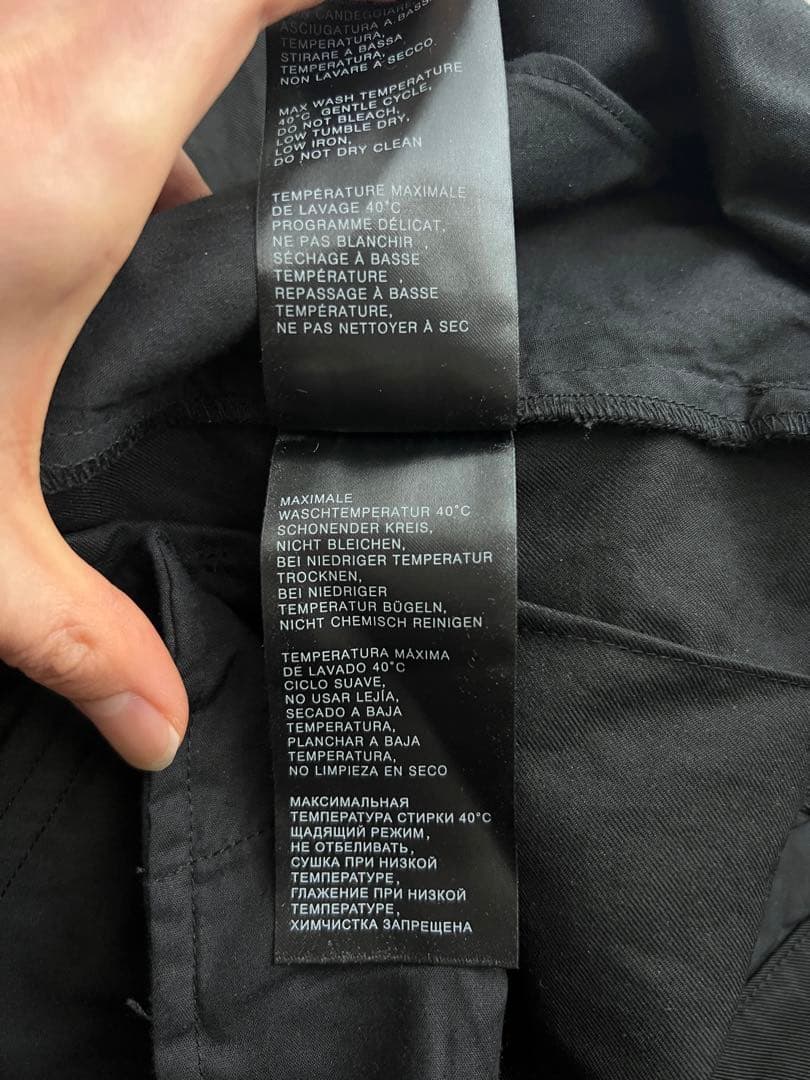 CANDEGGIARE
ASCIUGATURA A BASSA
TEMPERATURA,
STIRARE A BASSA
TEMPERATURA,
NON LAVARE A SECCO
MAX WASH TEMPERATURE
40°C, GENTLE CYCLE,
DO NOT BLEACH,
LOW TUMBLE DRY,
LOW IRON,
DO NOT DRY CLEAN
TEMPÉRATURE MAXIMALE
DE LAVAGE 40°C
PROGRAMME DÉLICAT,
NE PAS BLANCHIR ,
SÉCHAGE À BASSE
TEMPÉRATURE ,
REPASSAGE À BASSE
TEMPÉRATURE,
NE PAS NETTOYER À SEC
MAXIMALE
WASCHTEMPERATUR 40°C
SCHONENDER KREIS,
NICHT BLEICHEN,
BEI NIEDRIGER TEMPERATUR
TROCKNEN,
BEI NIEDRIGER
TEMPERATUR BÜGELN,
NICHT CHEMISCH REINIGEN
TEMPERATURA MÁXIMA
DE LAVADO 40°C
CICLO SUAVE,
NO USAR LEJÍA,
SECADO A BAJA
TEMPERATURA,
PLANCHAR A BAJA
TEMPERATURA,
NO LIMPIEZA EN SECO
МАКСИМАЛЬНАЯ
ТЕМПЕРАТУРА СТИРКИ 40°C
ЩАДЯЩИЙ РЕЖИМ,
НЕ ОТБЕЛИВАТЬ,
СУШКА ПРИ НИЗКОЙ
ТЕМПЕРАТУРЕ,
ГЛАЖЕНИЕ ПРИ НИЗКОЙ
ТЕМПЕРАТУРЕ,
ХИМЧИСТКА ЗАПРЕЩЕНА